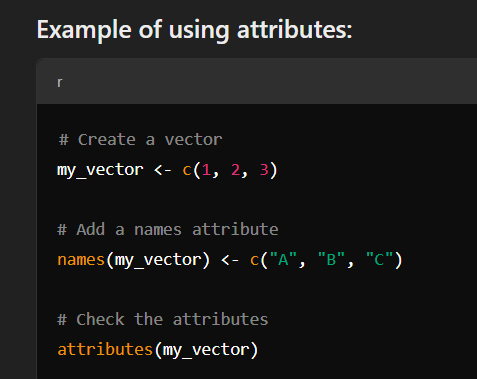 Example of using attributes:
r
# Create a vector
my_vector <- c(1, 2, 3)
# Add a names attribute
names(my_vector) <- c("A", "B", "C")
# Check the attributes
attributes(my_vector)